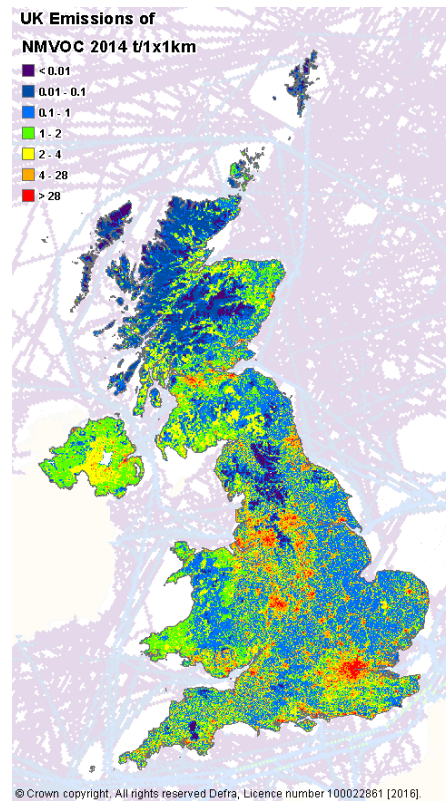 UK Emissions of
NMVOC 2014 t/1x1km
< 0.01
0.01 - 0.1
0.1 - 1
1 - 2
2 - 4
4 - 28
> 28
© Crown copyright. All rights reserved Defra, Licence number 100022861 [2016].